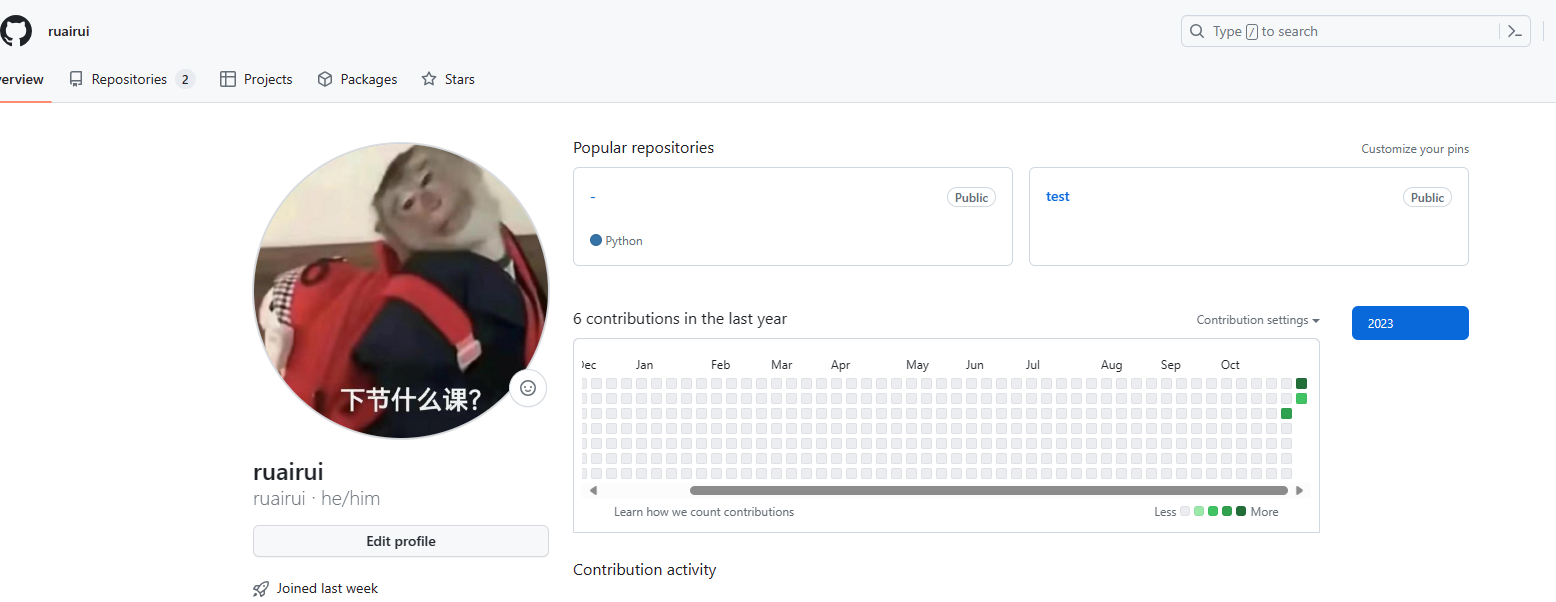 ruairui
Type / to search
erview
Repositories 2
Projects
Packages
Stars
Popular repositories
Customize your pins
-
Public
Python
test
Public
6 contributions in the last year
Contribution settings
2023
Dec Jan Feb Mar Apr May Jun Jul Aug Sep Oct
Learn how we count contributions
Less More
下节什么课?
ruairui
ruairui · he/him
Edit profile
Joined last week
Contribution activity